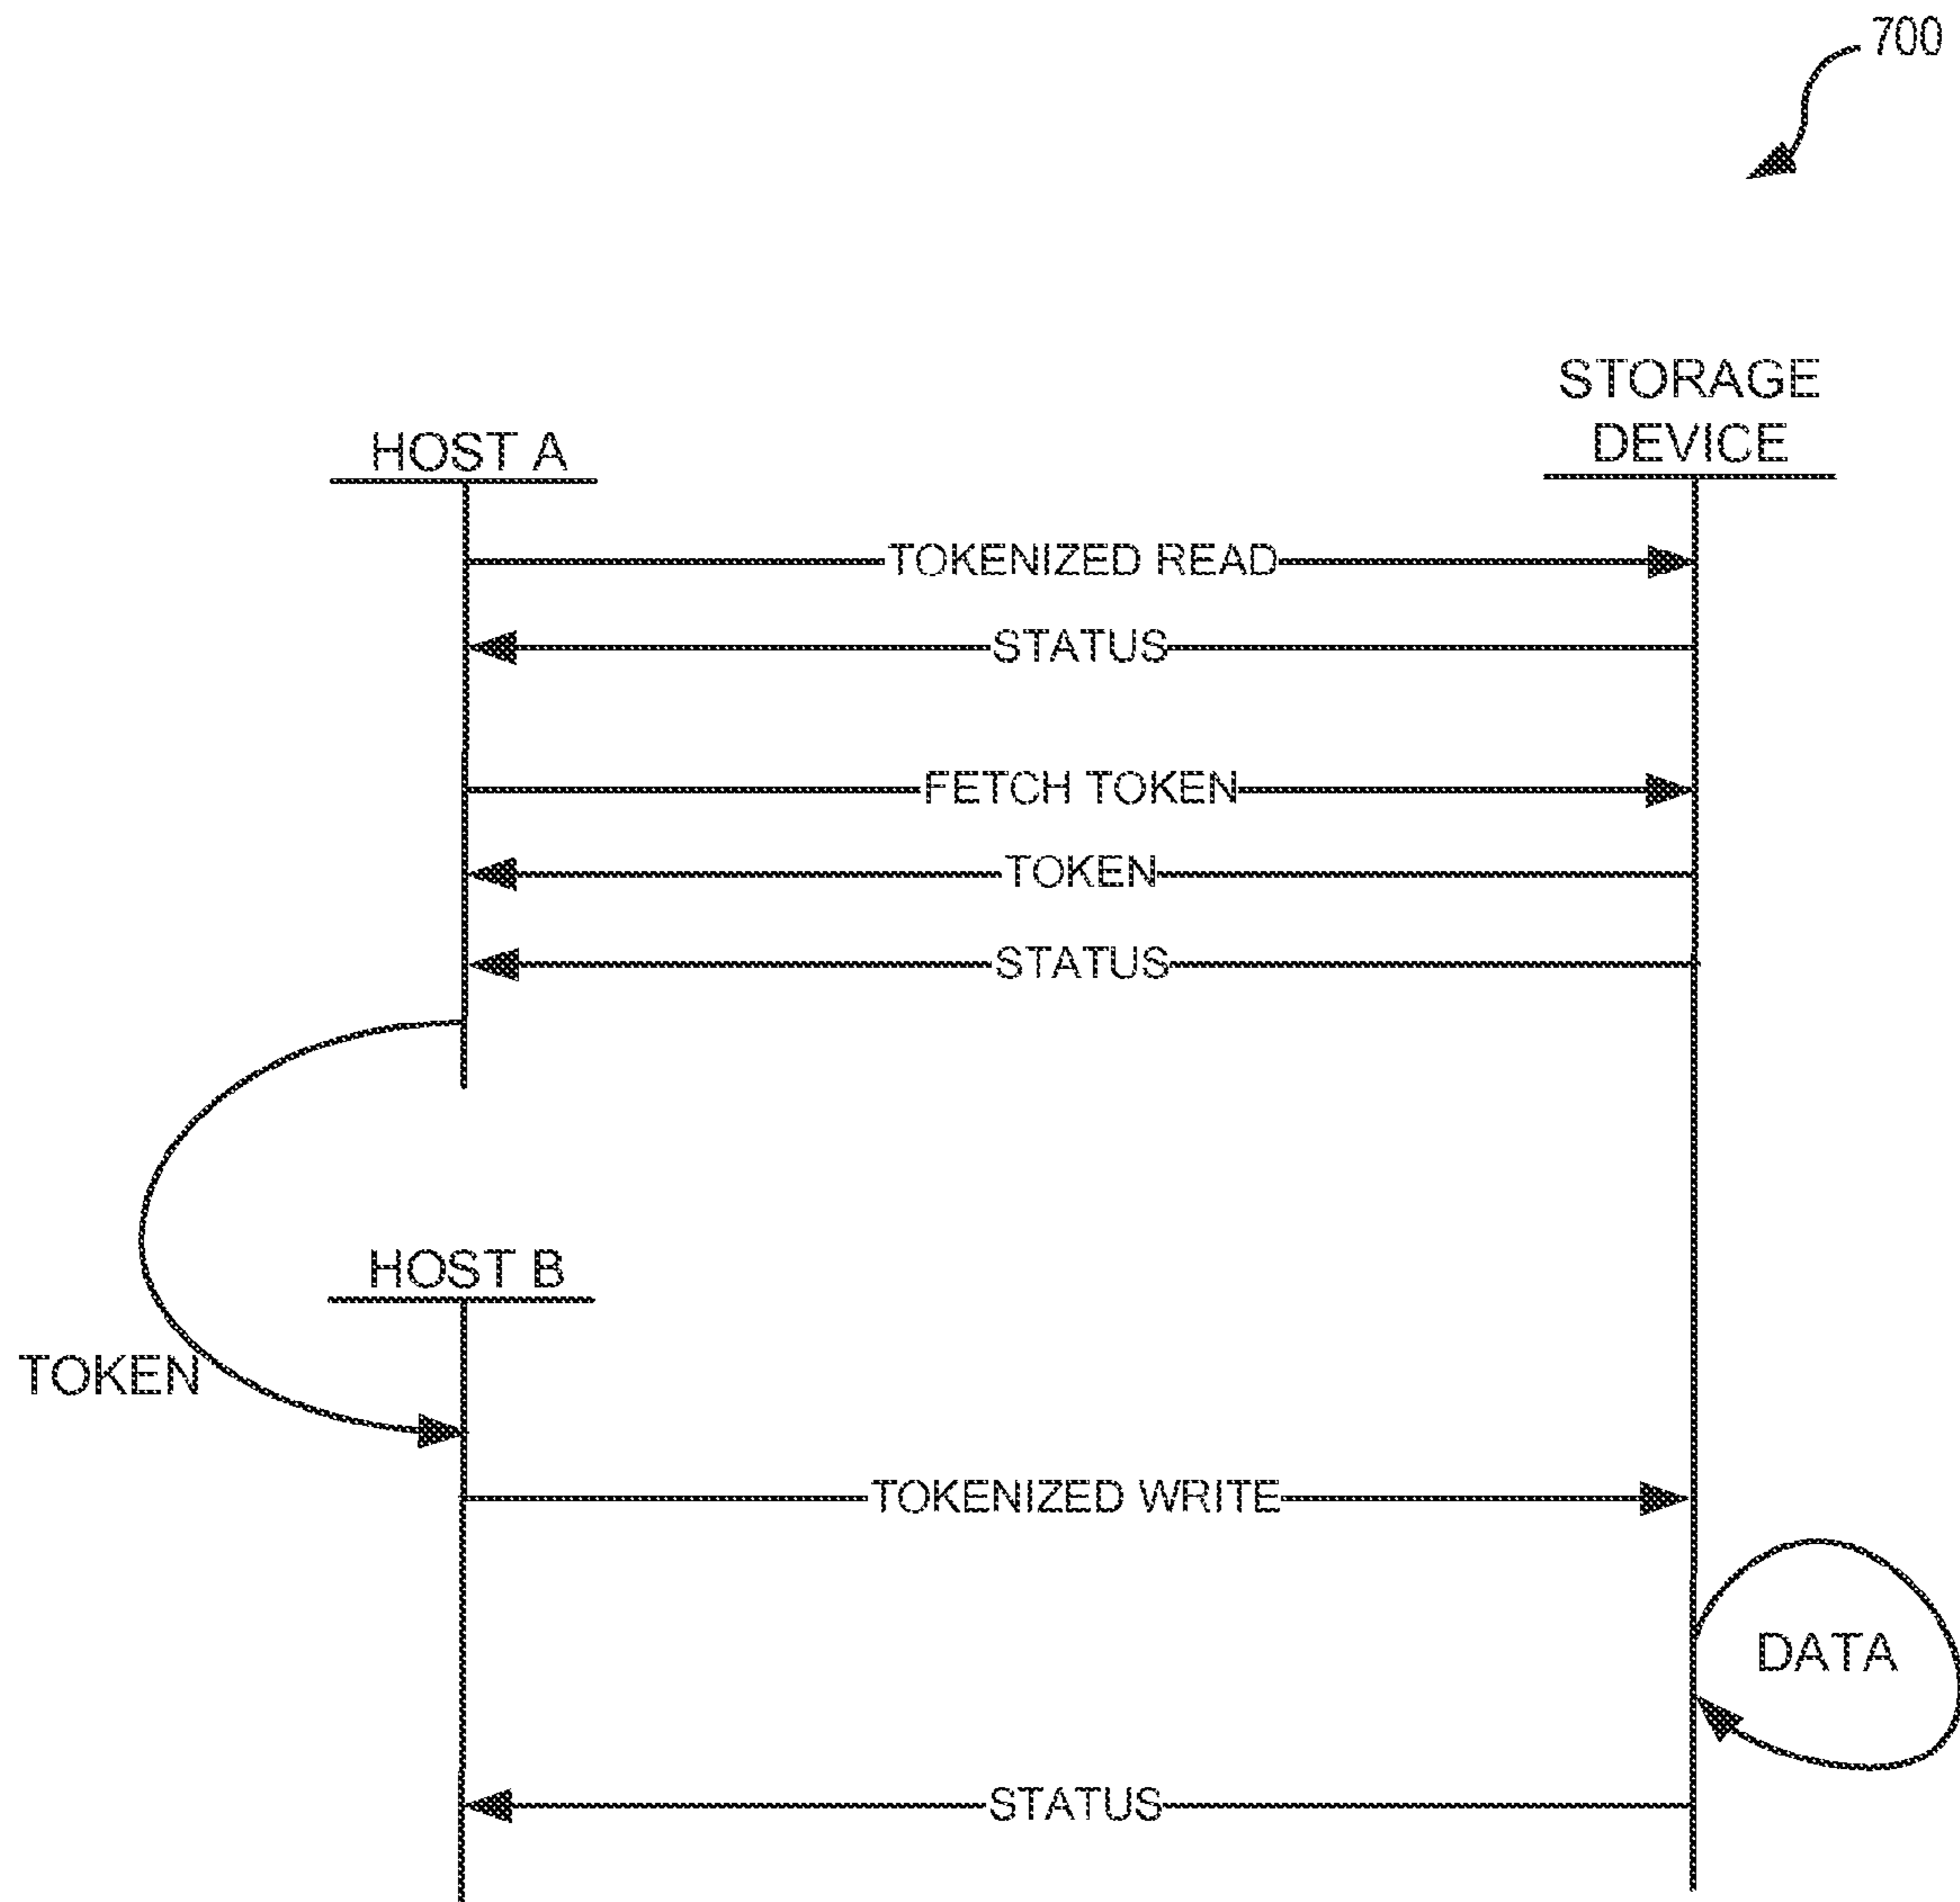 700
STORAGE
DEVICE
HOST A
TOKENIZED READ
STATUS
FETCH TOKEN
TOKEN
STATUS
HOST B
TOKEN
TOKENIZED WRITE
DATA
STATUS